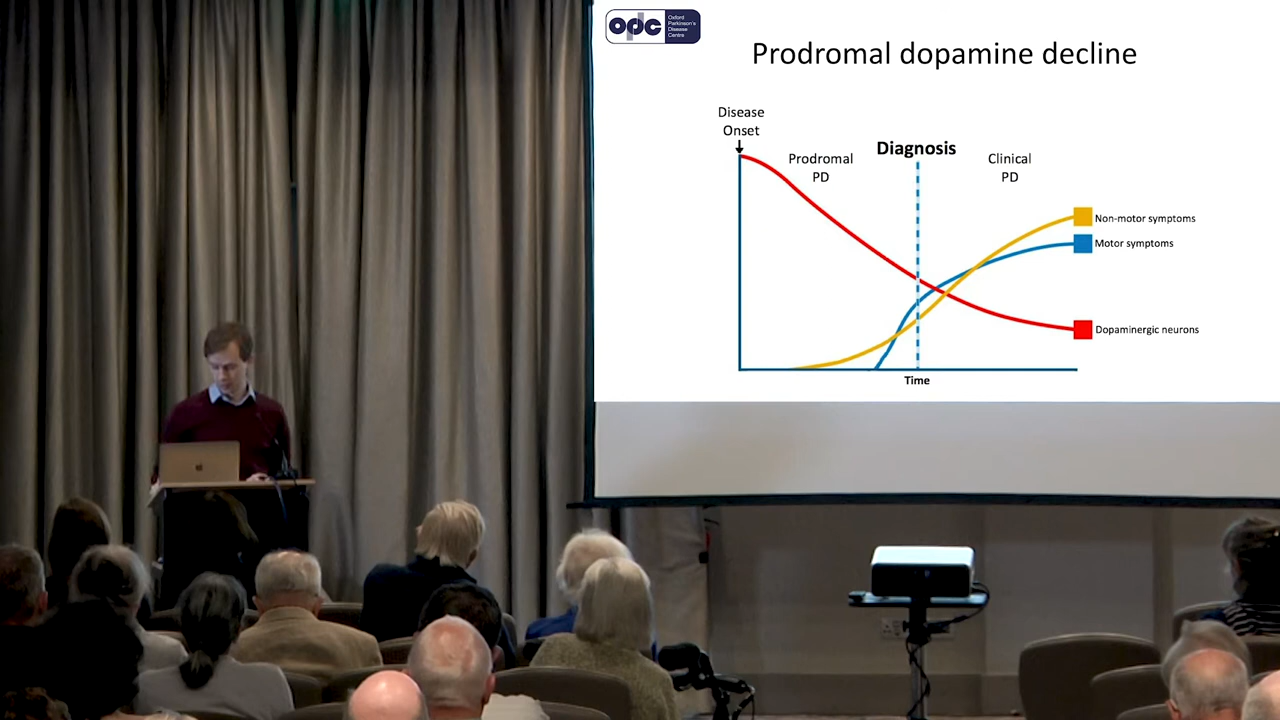 opdc
Oxford
Parkinson's
Disease
Centre
Prodromal dopamine decline
Disease
Onset
Prodromal
PD
Diagnosis
Clinical
PD
Non-motor symptoms
Motor symptoms
Dopaminergic neurons
Time